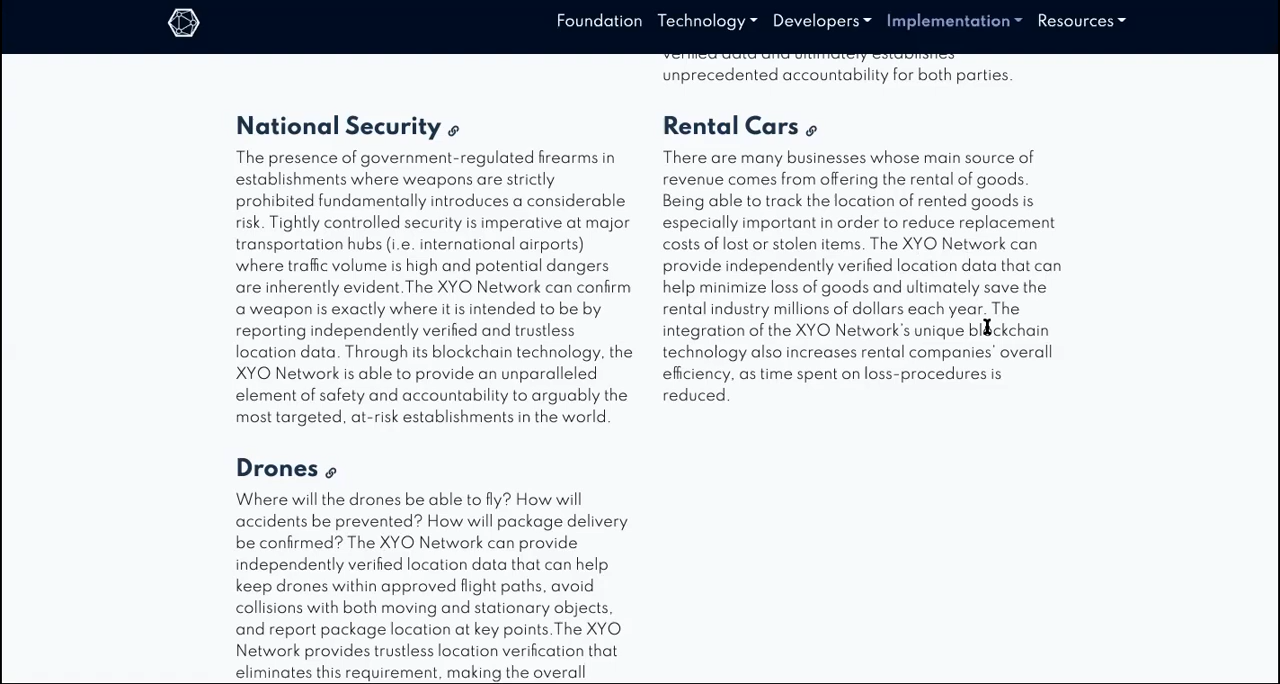 Foundation Technology Developers Implementation Resources
verified data and ultimately establishes
unprecedented accountability for both parties.
National Security
The presence of government-regulated firearms in
establishments where weapons are strictly
prohibited fundamentally introduces a considerable
risk. Tightly controlled security is imperative at major
transportation hubs (i.e. international airports)
where traffic volume is high and potential dangers
are inherently evident.The XYO Network can confirm
a weapon is exactly where it is intended to be by
reporting independently verified and trustless
location data. Through its blockchain technology, the
XYO Network is able to provide an unparalleled
element of safety and accountability to arguably the
most targeted, at-risk establishments in the world.
Rental Cars
There are many businesses whose main source of
revenue comes from offering the rental of goods.
Being able to track the location of rented goods is
especially important in order to reduce replacement
costs of lost or stolen items. The XYO Network can
provide independently verified location data that can
help minimize loss of goods and ultimately save the
rental industry millions of dollars each year. The
integration of the XYO Network's unique blockchain
technology also increases rental companies' overall
efficiency, as time spent on loss-procedures is
reduced.
Drones
Where will the drones be able to fly? How will
accidents be prevented? How will package delivery
be confirmed? The XYO Network can provide
independently verified location data that can help
keep drones within approved flight paths, avoid
collisions with both moving and stationary objects,
and report package location at key points.The XYO
Network provides trustless location verification that
eliminates this requirement, making the overall